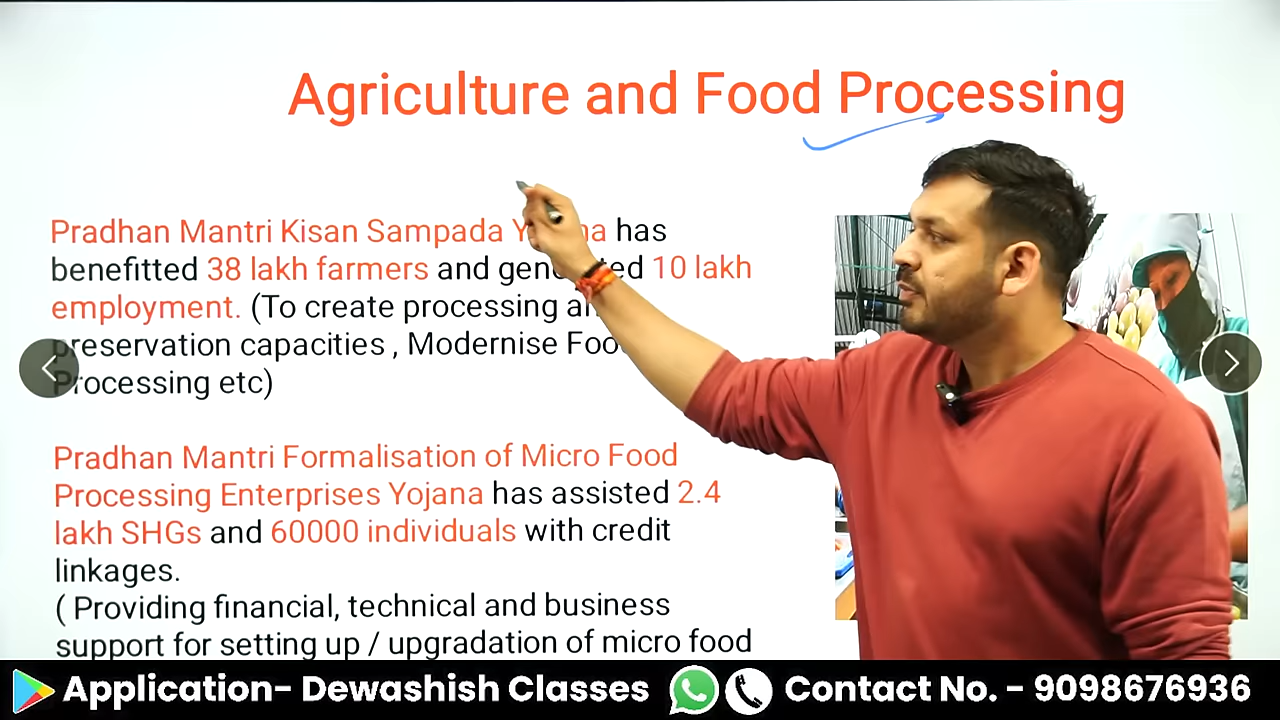 Agriculture and Food Processing
Pradhan Mantri Kisan Sampada has
benefitted 38 lakh farmers and 10 lakh
employment. (To create processing
preservation capacities , Modernise
Processing etc)
Pradhan Mantri Formalisation of Micro Food
Processing Enterprises Yojana has assisted 2.4
lakh SHGs and 60000 individuals with credit
linkages.
( Providing financial, technical and business
support for setting up / upgradation of micro food
Application- Dewashish Classes Contact No. - 9098676936